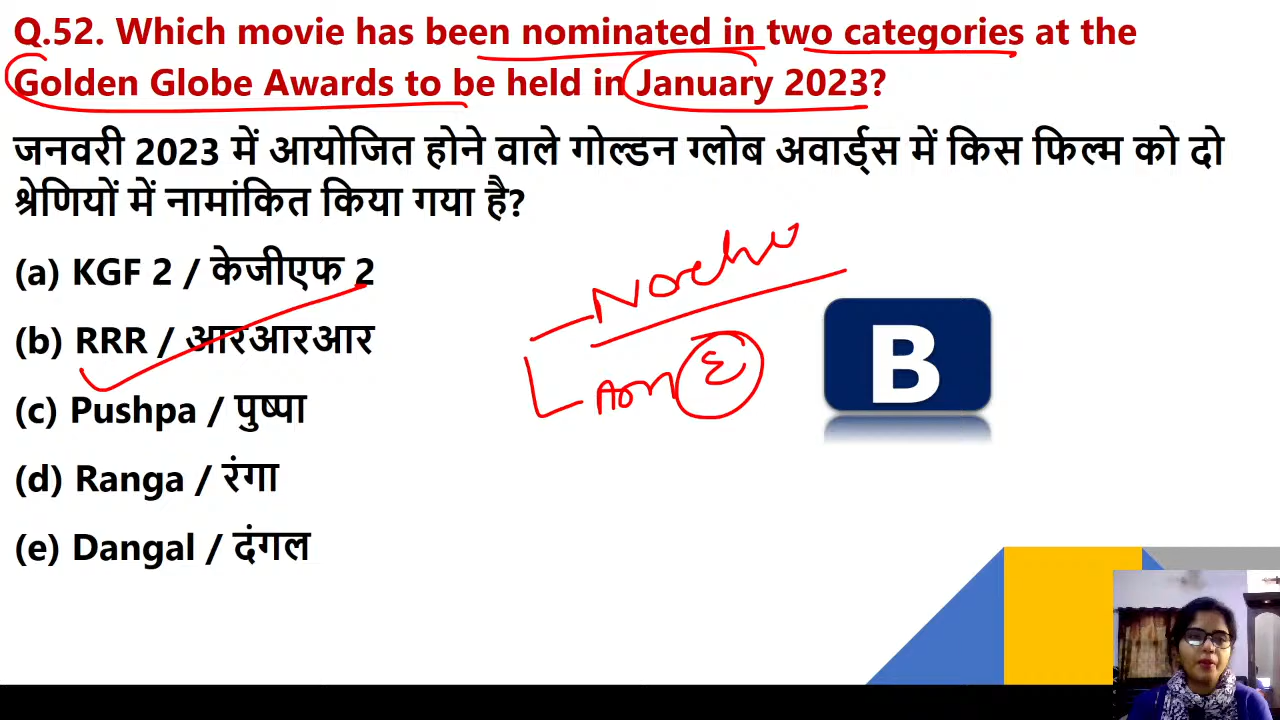 Q.52. Which movie has been nominated in two categories at the
Golden Globe Awards to be held in January 2023?
जनवरी 2023 में आयोजित होने वाले गोल्डन ग्लोब अवार्ड्स में किस फिल्म को दो
श्रेणियों में नामांकित किया गया है?
(a) KGF 2 / केजीएफ 2
(b) RRR / आरआरआर
(c) Pushpa / पुष्पा
(d) Ranga / रंगा
(e) Dangal / दंगल
B